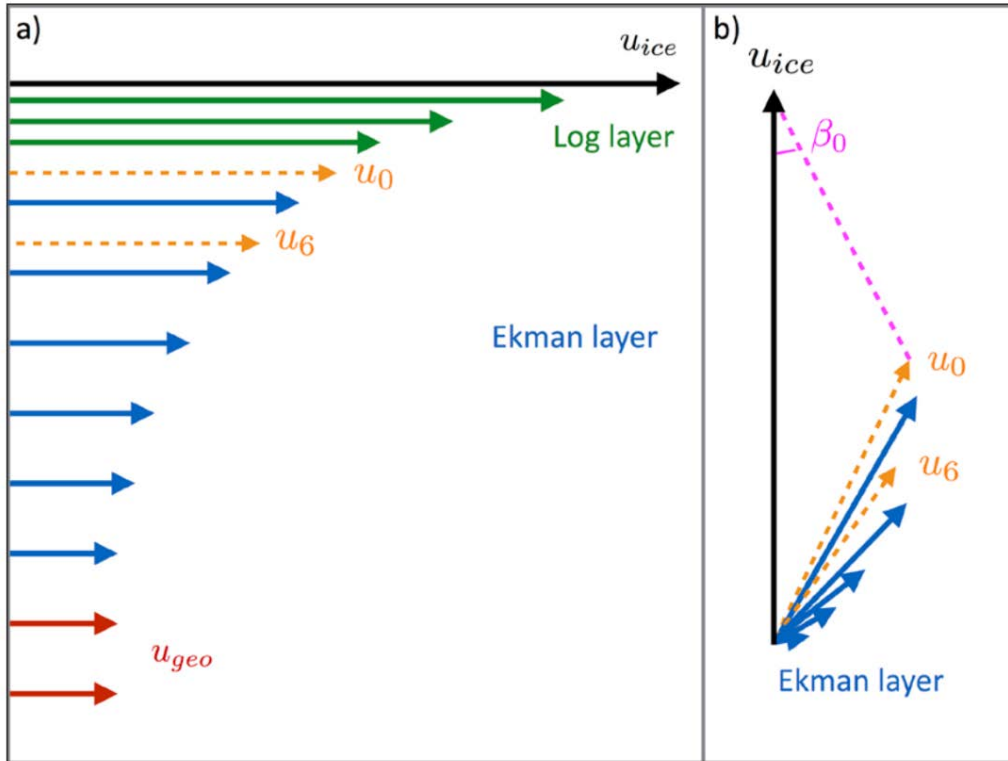 a)
u_ice
Log layer
u_0
u_6
Ekman layer
u_geo
b)
u_ice
β_0
u_0
u_6
Ekman layer